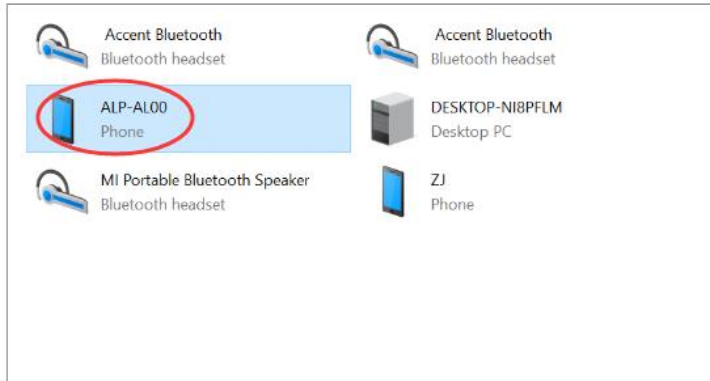 Accent Bluetooth
Bluetooth headset
Accent Bluetooth
Bluetooth headset
ALP-AL00
Phone
DESKTOP-NI8PFLM
Desktop PC
MI Portable Bluetooth Speaker
Bluetooth headset
ZJ
Phone